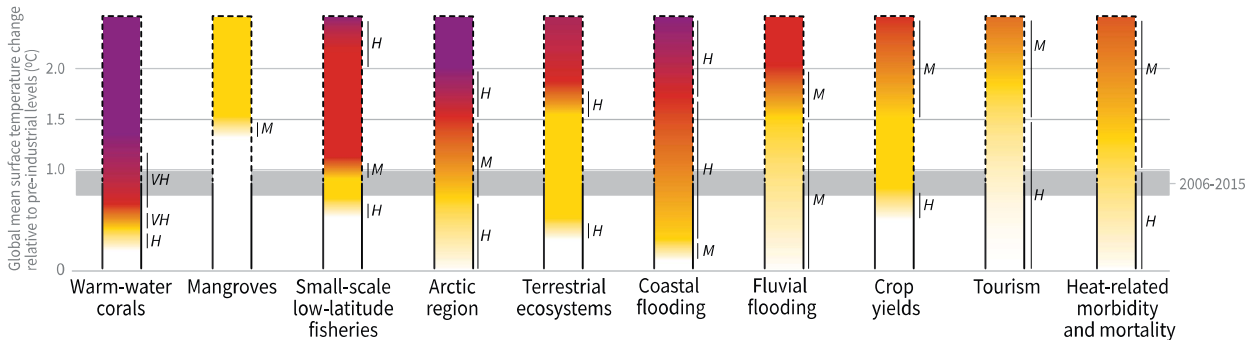 Global mean surface temperature change
relative to pre-industrial levels (⁰C)
2.0
1.5
1.0
0
2006-2015
VH
VH
H
M
H
M
H
H
M
H
H
H
H
H
M
M
M
M
H
M
H
M
H
Warm-water
corals
Mangroves
Small-scale
low-latitude
fisheries
Arctic
region
Terrestrial
ecosystems
Coastal
flooding
Fluvial
flooding
Crop
yields
Tourism
Heat-related
morbidity
and mortality